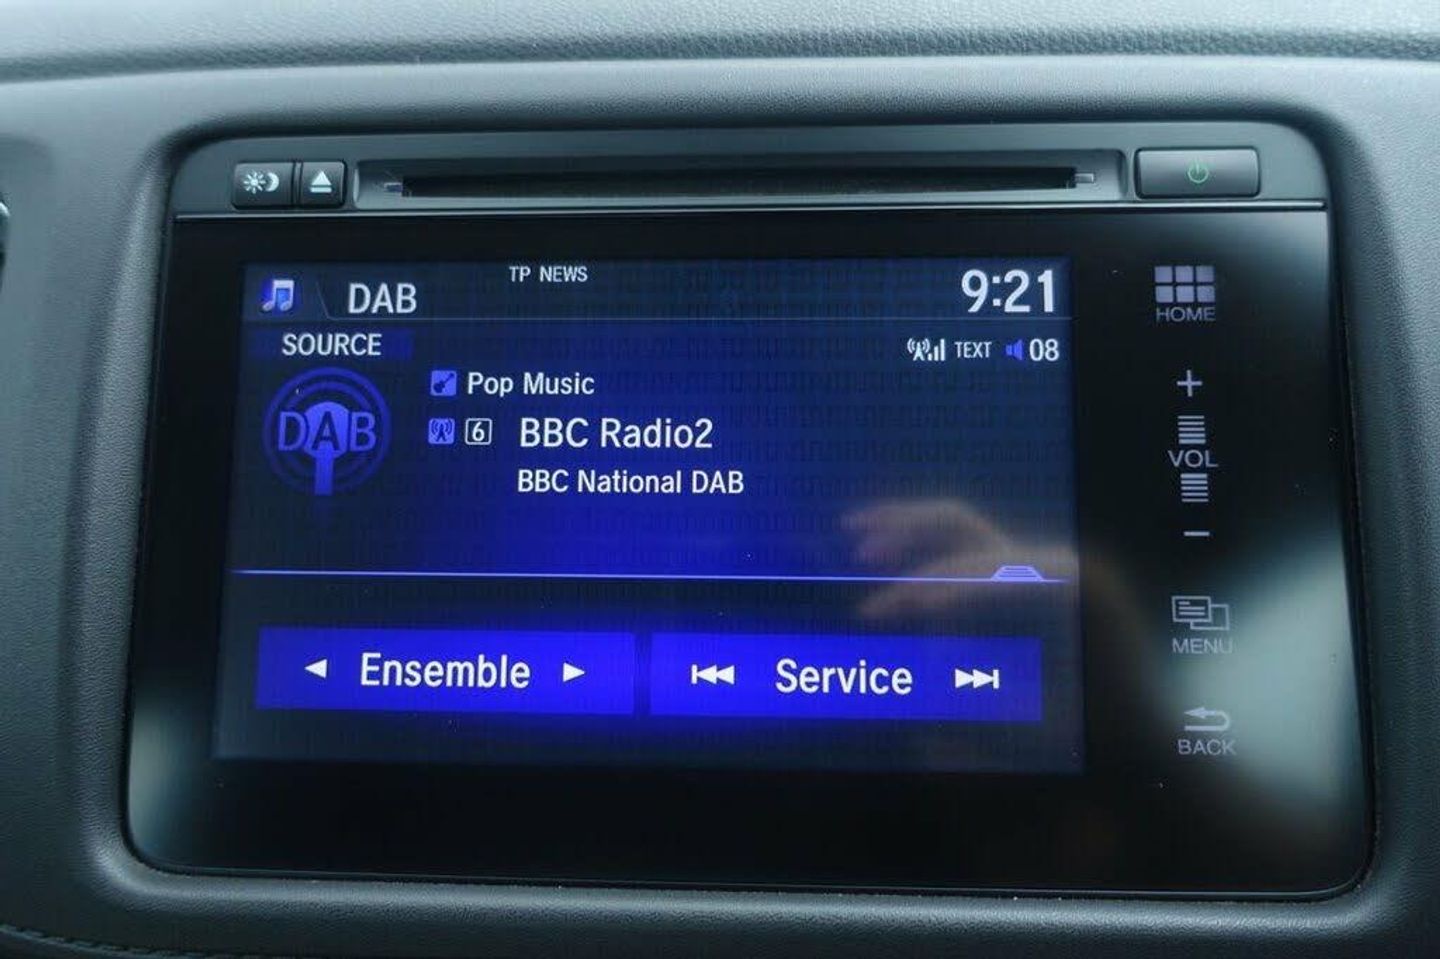 DAB
TP NEWS
9:21
SOURCE
TEXT
08
DAB
Pop Music
6
BBC Radio2
BBC National DAB
Ensemble
Service
HOME
+
VOL
−
MENU
BACK